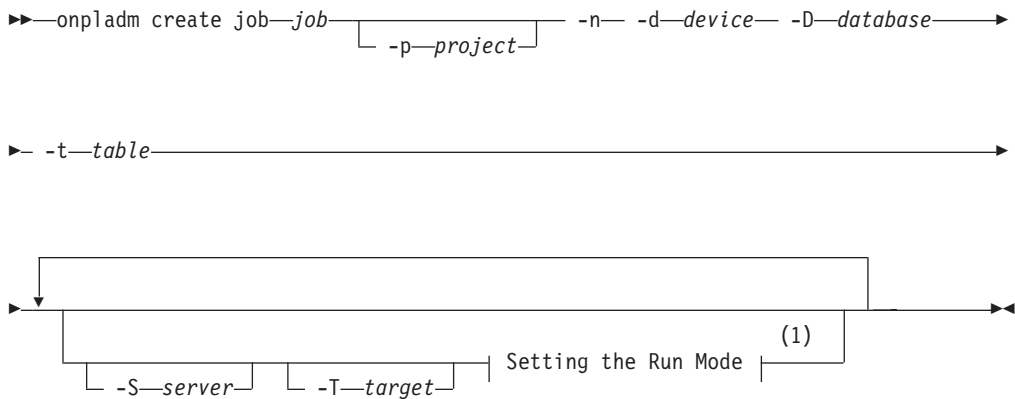 onpladm create job job -n -d device -D database
-p project
-t table
(1)
Setting the Run Mode
-S server -T target